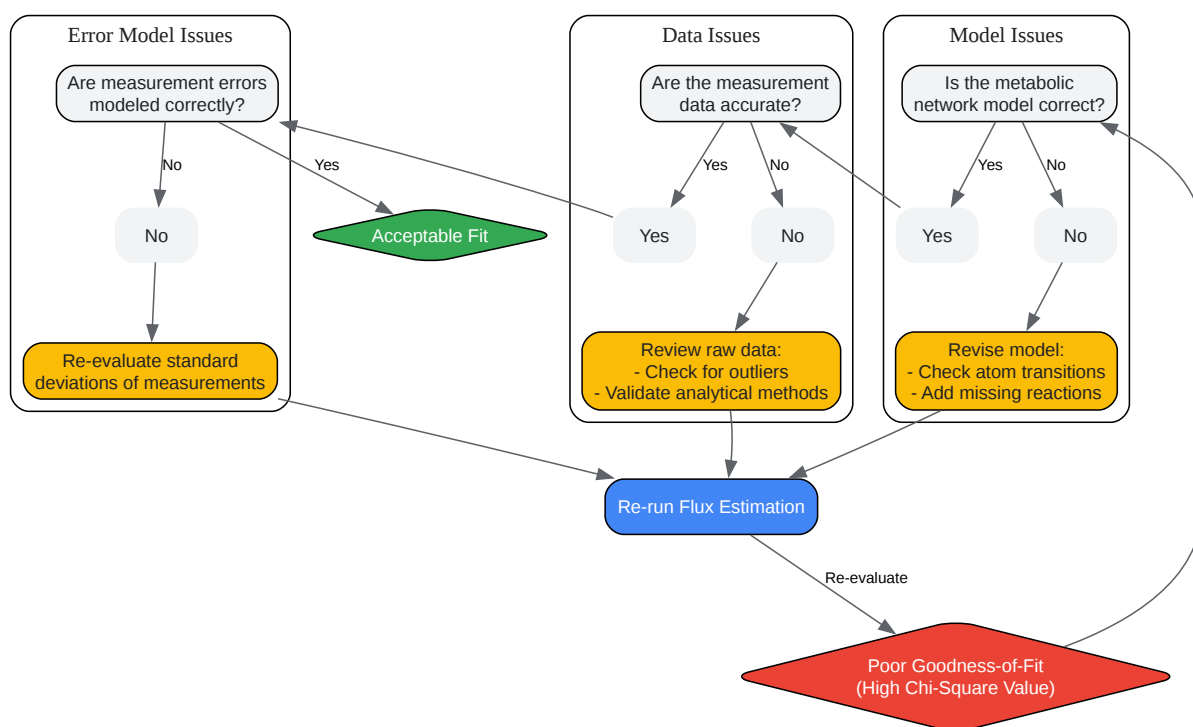 Error Model Issues
Are measurement errors
modeled correctly?
No
Yes
No
Acceptable Fit
Re-evaluate standard
deviations of measurements
Data Issues
Are the measurement
data accurate?
Yes
No
Yes
No
Review raw data:
- Check for outliers
- Validate analytical methods
Model Issues
Is the metabolic
network model correct?
Yes
No
Yes
No
Revise model:
- Check atom transitions
- Add missing reactions
Re-run Flux Estimation
Re-evaluate
Poor Goodness-of-Fit
(High Chi-Square Value)